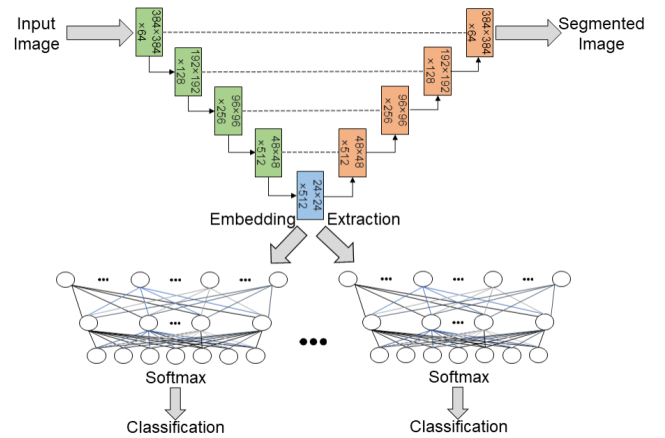 Input
Image
384×384
×64
384×384
×64
Segmented
Image
192×192
×128
192×192
×128
96×96
×256
96×96
×256
48×48
×512
48×48
×512
24×24
×512
Embedding
Extraction
... ... ...
... ... ...
...
...
...
Softmax
Softmax
Classification
Classification